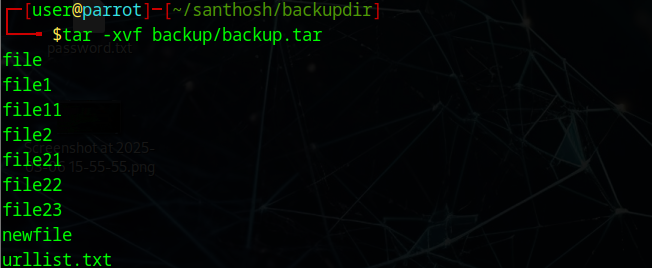 ┌─[user@parrot]─[~/santhosh/backupdir]
└──╼ $tar -xvf backup/backup.tar
password.txt
file
file1
file11
file2
Screenshot at 2025-
file21
15-55-55.png
file22
file23
newfile
urllist.txt